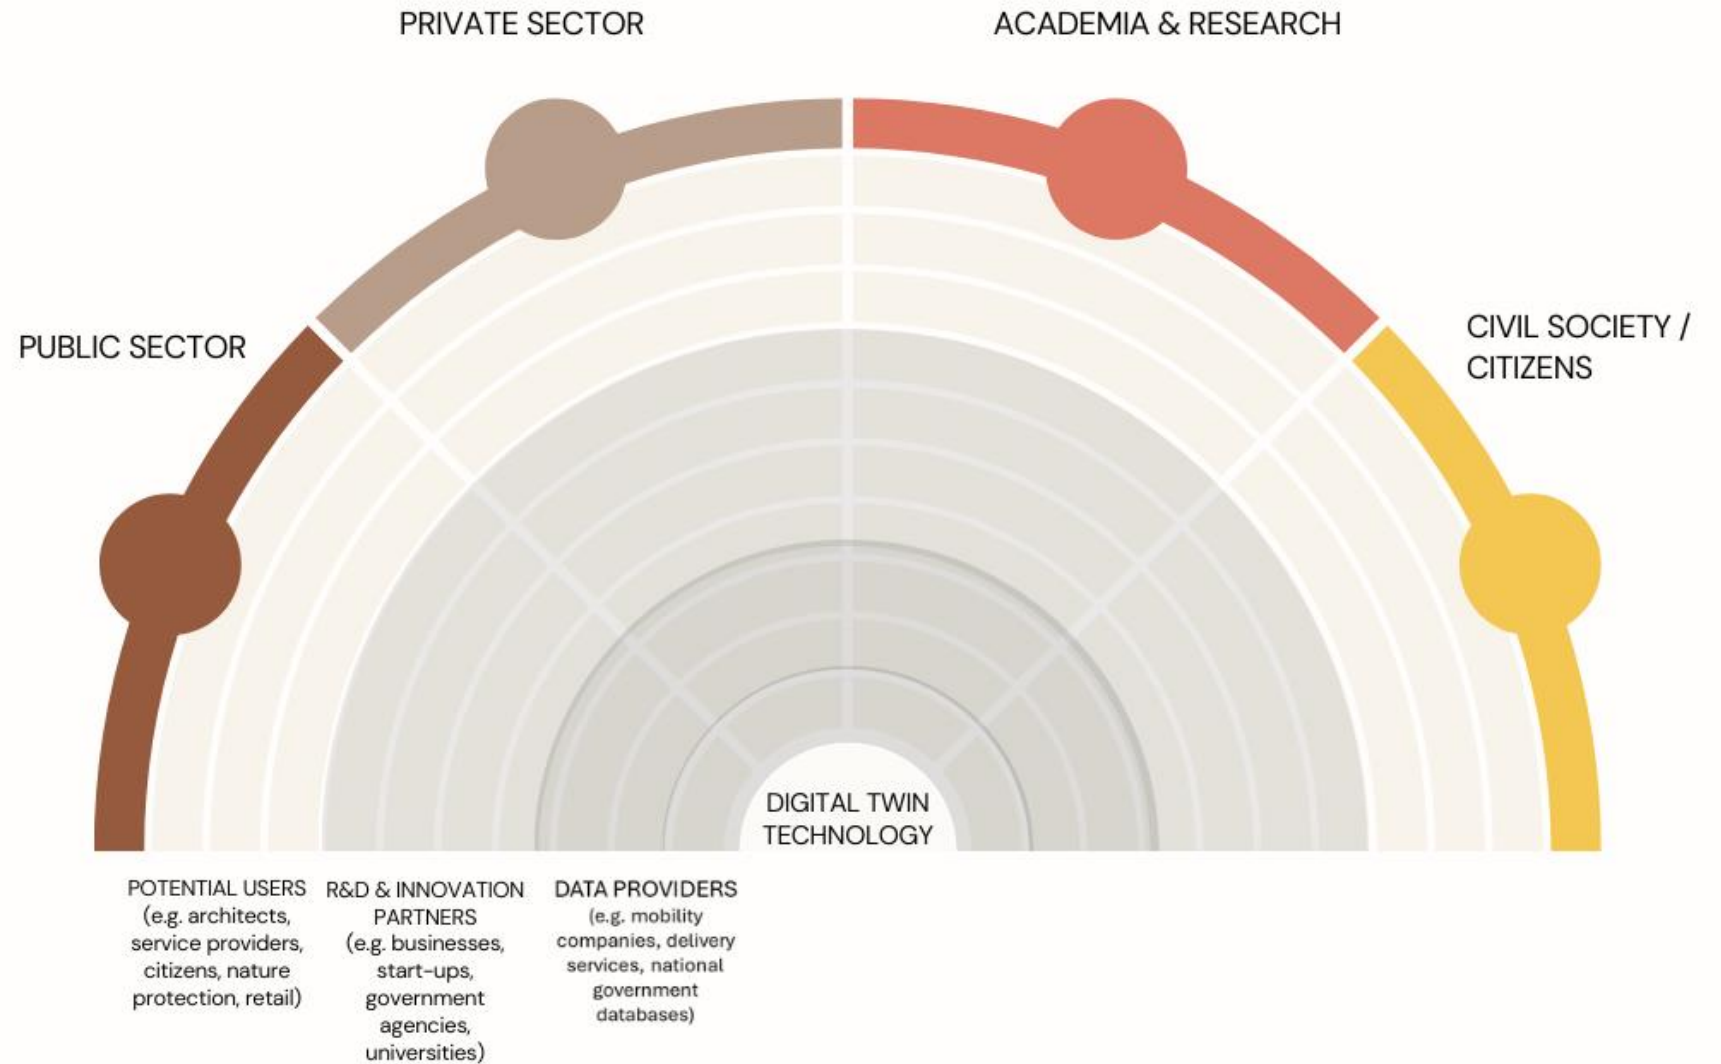 PRIVATE SECTOR
ACADEMIA & RESEARCH
PUBLIC SECTOR
CIVIL SOCIETY /
CITIZENS
DIGITAL TWIN
TECHNOLOGY
POTENTIAL USERS
(e.g. architects,
service providers,
citizens, nature
protection, retail)
R&D & INNOVATION
PARTNERS
(e.g. businesses,
start-ups,
government
agencies,
universities)
DATA PROVIDERS
(e.g. mobility
companies, delivery
services, national
government
databases)